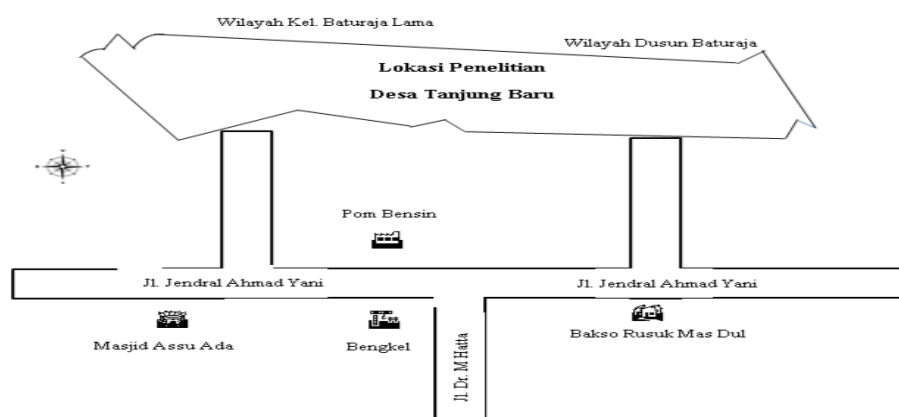 Wilayah Kel. Baturaja Lama
Wilayah Dusun Baturaja
Lokasi Penelitian
Desa Tanjung Baru
Pom Bensin
Jl. Jendral Ahmad Yani
Jl. Jendral Ahmad Yani
Masjid Assu Ada
Bengkel
Bakso Rusuk Mas Dul
Jl Dr. M Hatta